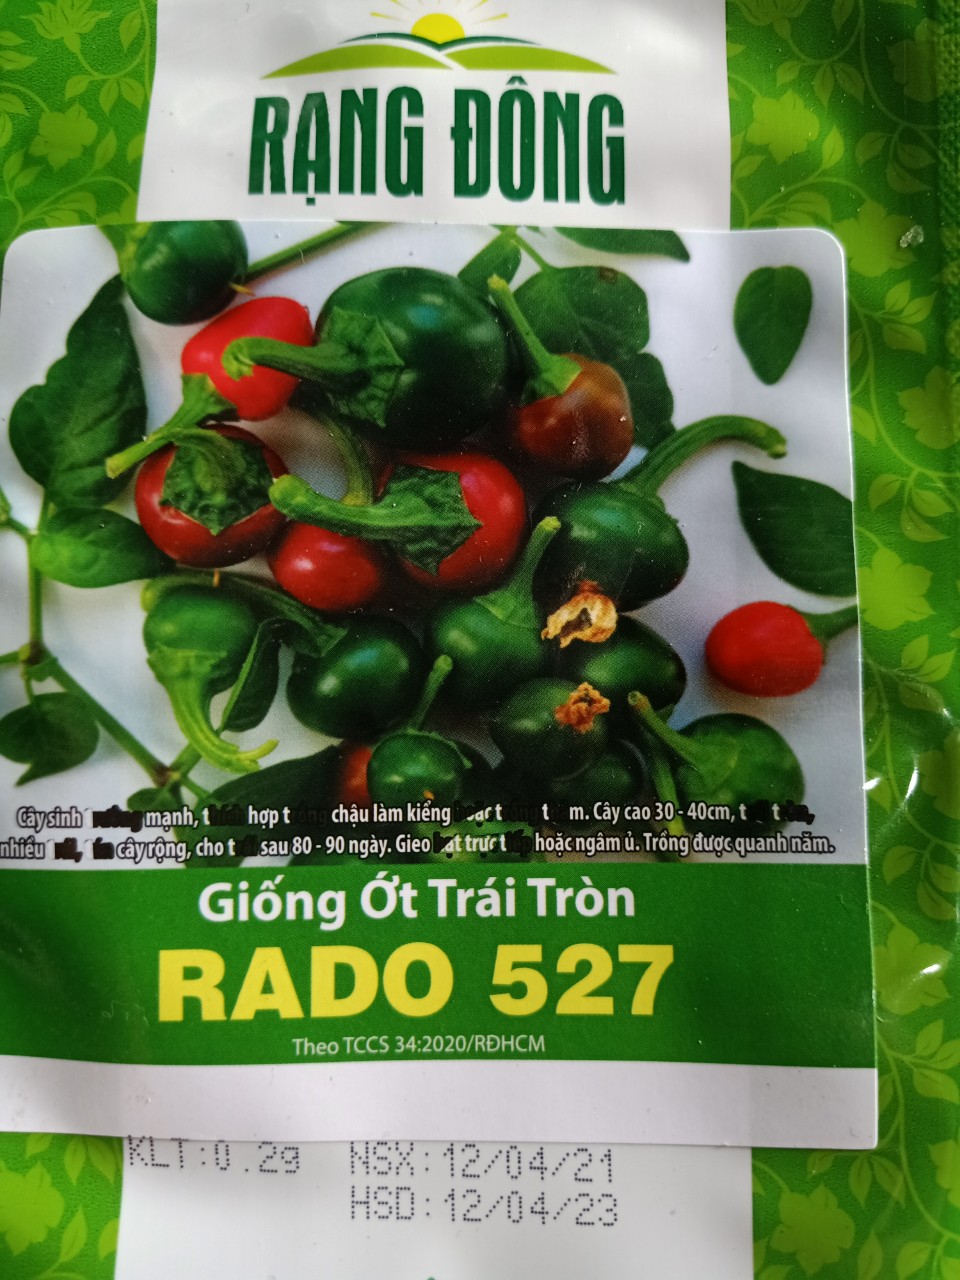 RẠNG ĐÔNG
Cây sinh mạnh, hợp chậu làm kiểng Cây cao 30 - 40cm,
nhiều cây rộng, cho sau 80 - 90 ngày. Gieo hoặc ngâm ủ. Trồng được quanh năm.
Giống Ớt Trái Tròn
RADO 527
Theo TCCS 34:2020/RĐHCM
KLT:0.2g NSX:12/04/21
HSD:12/04/23